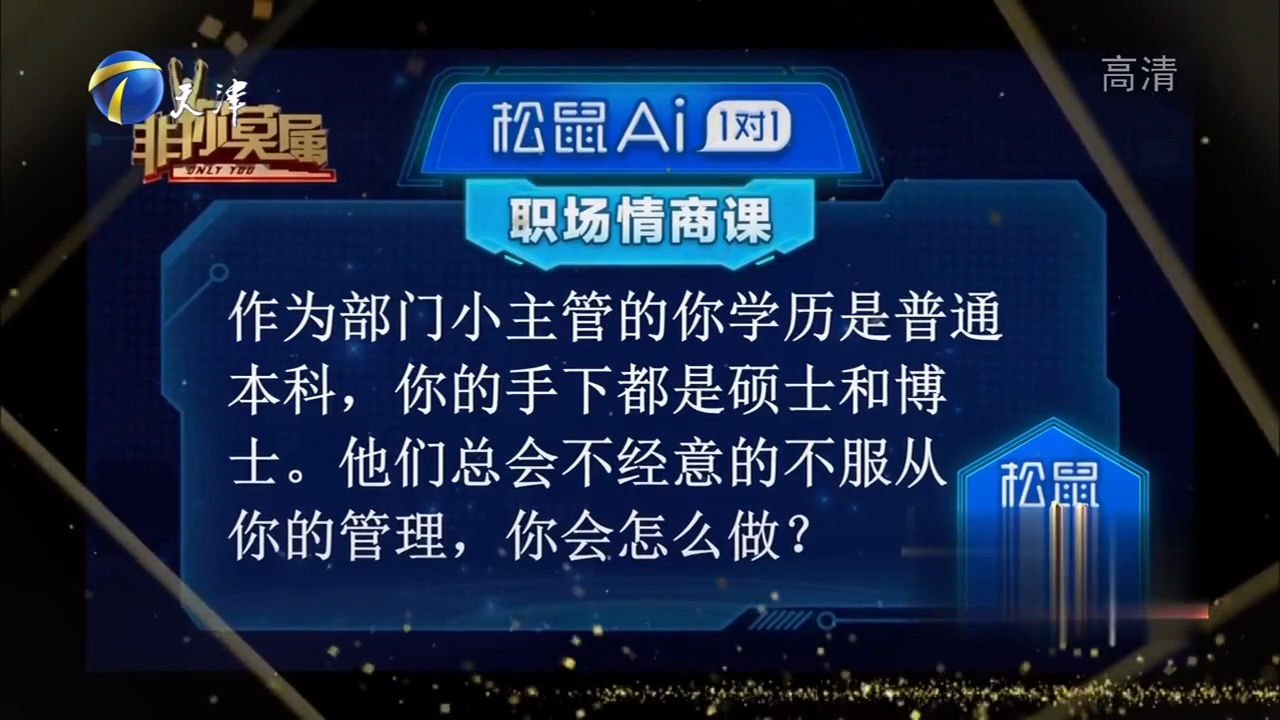 天津
非你莫属
ONLY YOU
高清
松鼠Ai 1对1
职场情商课
作为部门小主管的你学历是普通
本科，你的手下都是硕士和博
士。他们总会不经意的不服从
你的管理，你会怎么做？
松鼠